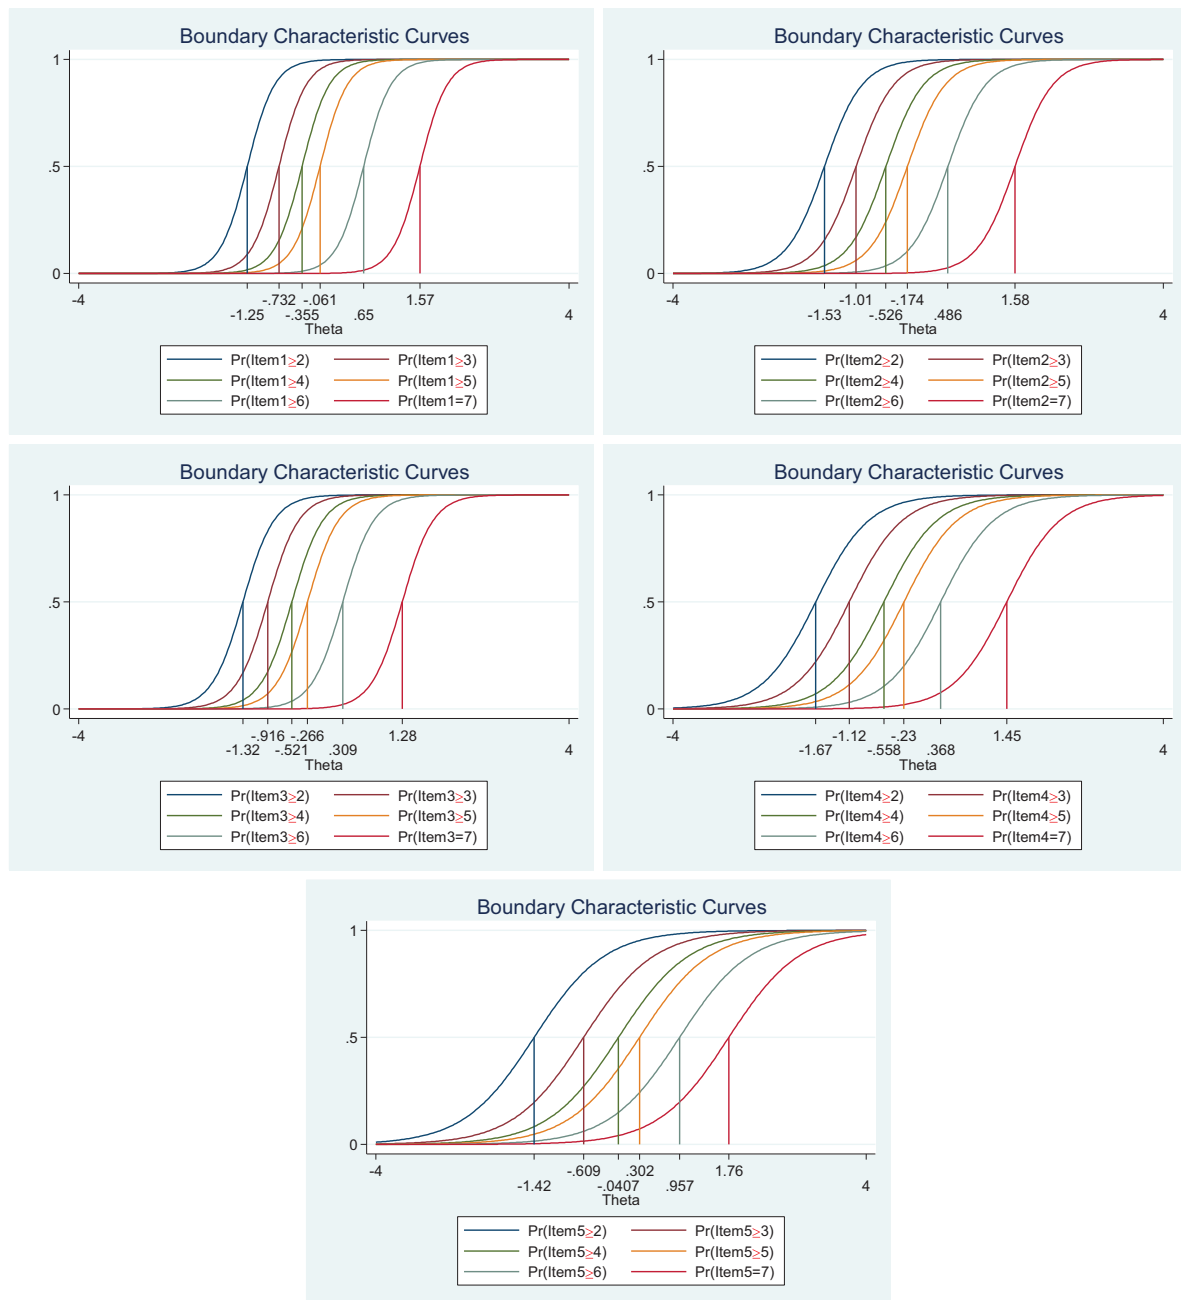 Boundary Characteristic Curves
1
.5
0
-4 -.732 -.061 1.57
-1.25 -.355 .65 4
Theta
Pr(Item1≥2) Pr(Item1≥3)
Pr(Item1≥4) Pr(Item1≥5)
Pr(Item1≥6) Pr(Item1=7)
Boundary Characteristic Curves
1
.5
0
-4 -1.01 -.174 1.58
-1.53 -.526 .486 4
Theta
Pr(Item2≥2) Pr(Item2≥3)
Pr(Item2≥4) Pr(Item2≥5)
Pr(Item2≥6) Pr(Item2=7)
Boundary Characteristic Curves
1
.5
0
-4 -.916 -.266 1.28
-1.32 -.521 .309 4
Theta
Pr(Item3≥2) Pr(Item3≥3)
Pr(Item3≥4) Pr(Item3≥5)
Pr(Item3≥6) Pr(Item3=7)
Boundary Characteristic Curves
1
.5
0
-4 -1.12 -.23 1.45
-1.67 -.558 .368 4
Theta
Pr(Item4≥2) Pr(Item4≥3)
Pr(Item4≥4) Pr(Item4≥5)
Pr(Item4≥6) Pr(Item4=7)
Boundary Characteristic Curves
1
.5
0
-4 -.609 .302 1.76
-1.42 -.0407 .957 4
Theta
Pr(Item5≥2) Pr(Item5≥3)
Pr(Item5≥4) Pr(Item5≥5)
Pr(Item5≥6) Pr(Item5=7)